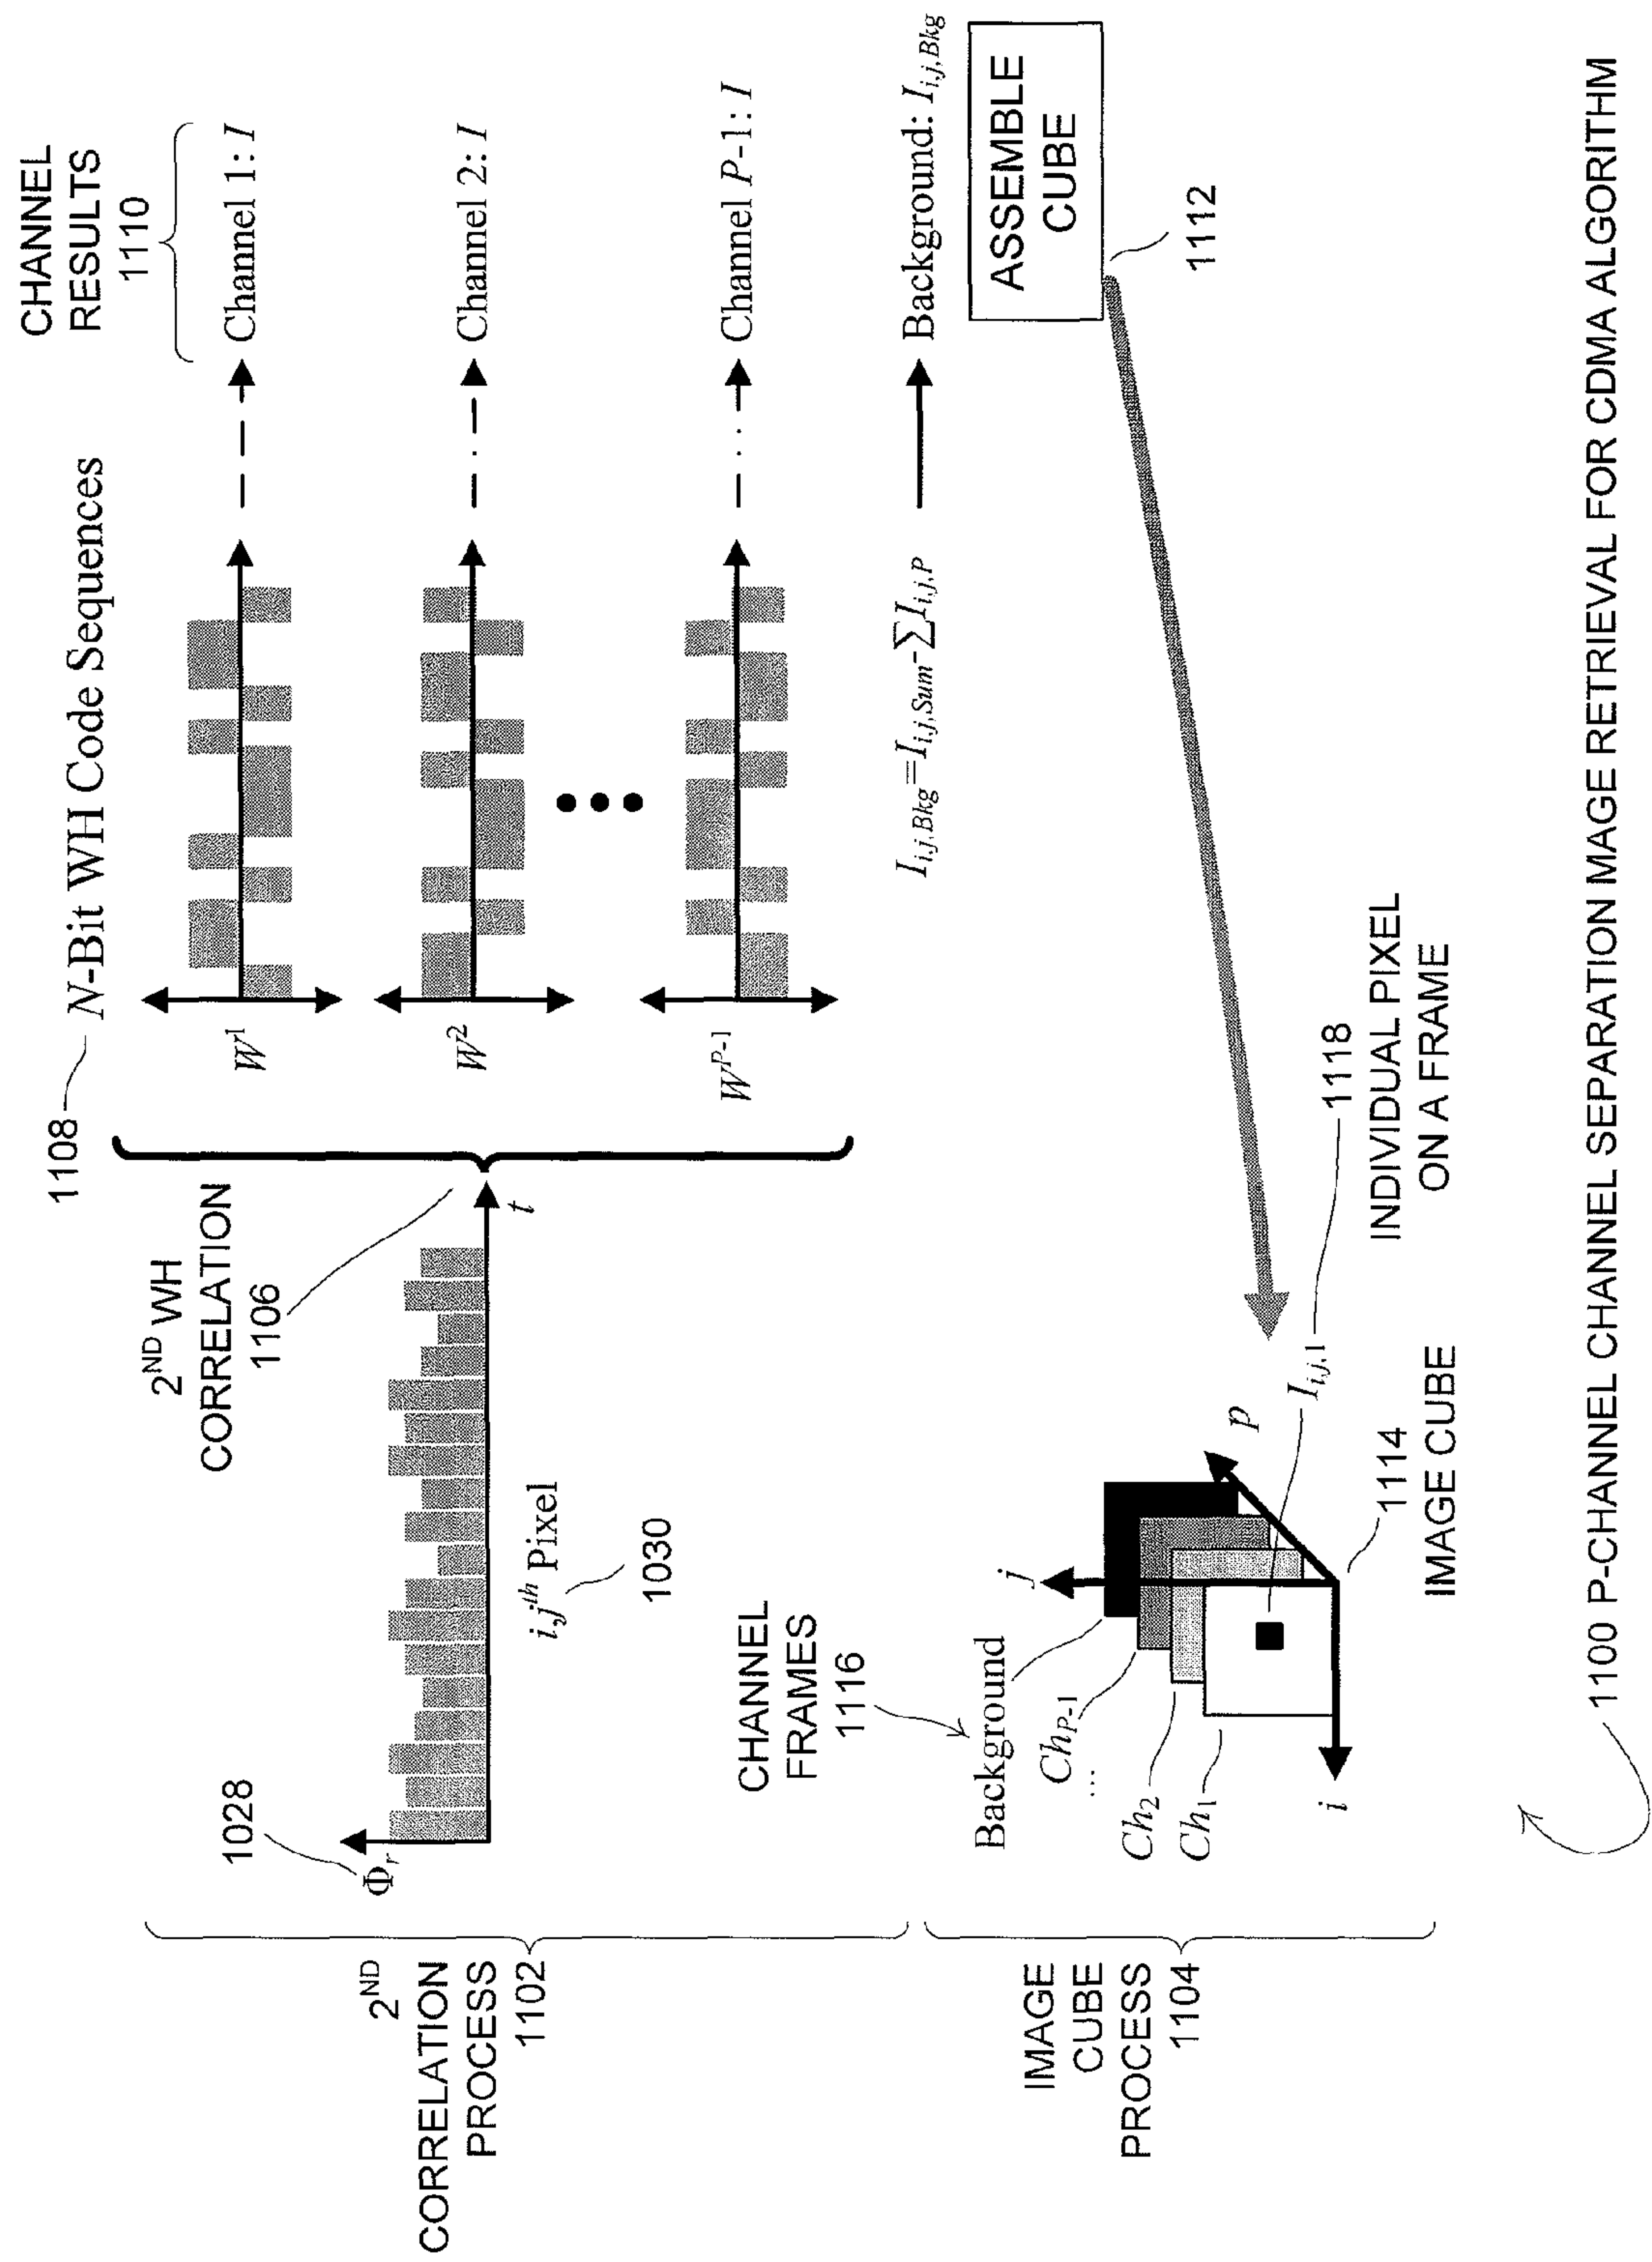 2ND
CORRELATION
PROCESS
1102
1028
Φr
i,jth Pixel
1030
t
2ND WH
CORRELATION
1106
1108
N-Bit WH Code Sequences
W1
W2
WP-1
CHANNEL
RESULTS
1110
Channel 1: I
Channel 2: I
Channel P-1: I
Ii,j,Bkg=Ii,j,Sum-∑Ii,j,P
Background: Ii,j,Bkg
IMAGE
CUBE
PROCESS
1104
CHANNEL
FRAMES
1116
Background
ChP-1
...
Ch2
Ch1
j
i
p
Ii,j,1
1114
IMAGE CUBE
1118
INDIVIDUAL PIXEL
ON A FRAME
ASSEMBLE
CUBE
1112
1100 P-CHANNEL CHANNEL SEPARATION IMAGE RETRIEVAL FOR CDMA ALGORITHM